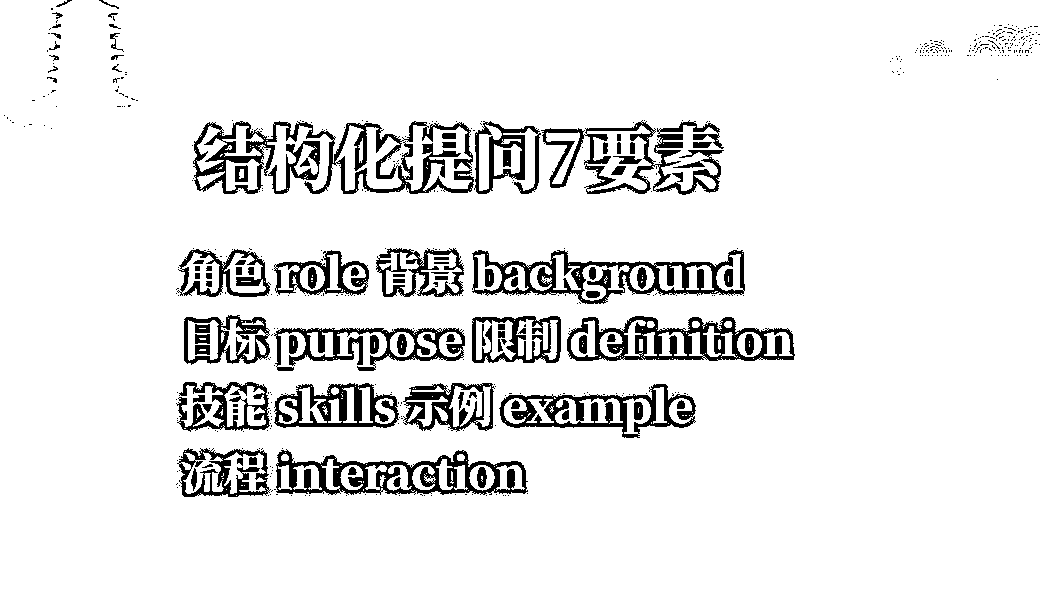 结构化提问7要素
角色 role 背景 background
目标 purpose 限制 definition
技能 skills 示例 example
流程 interaction